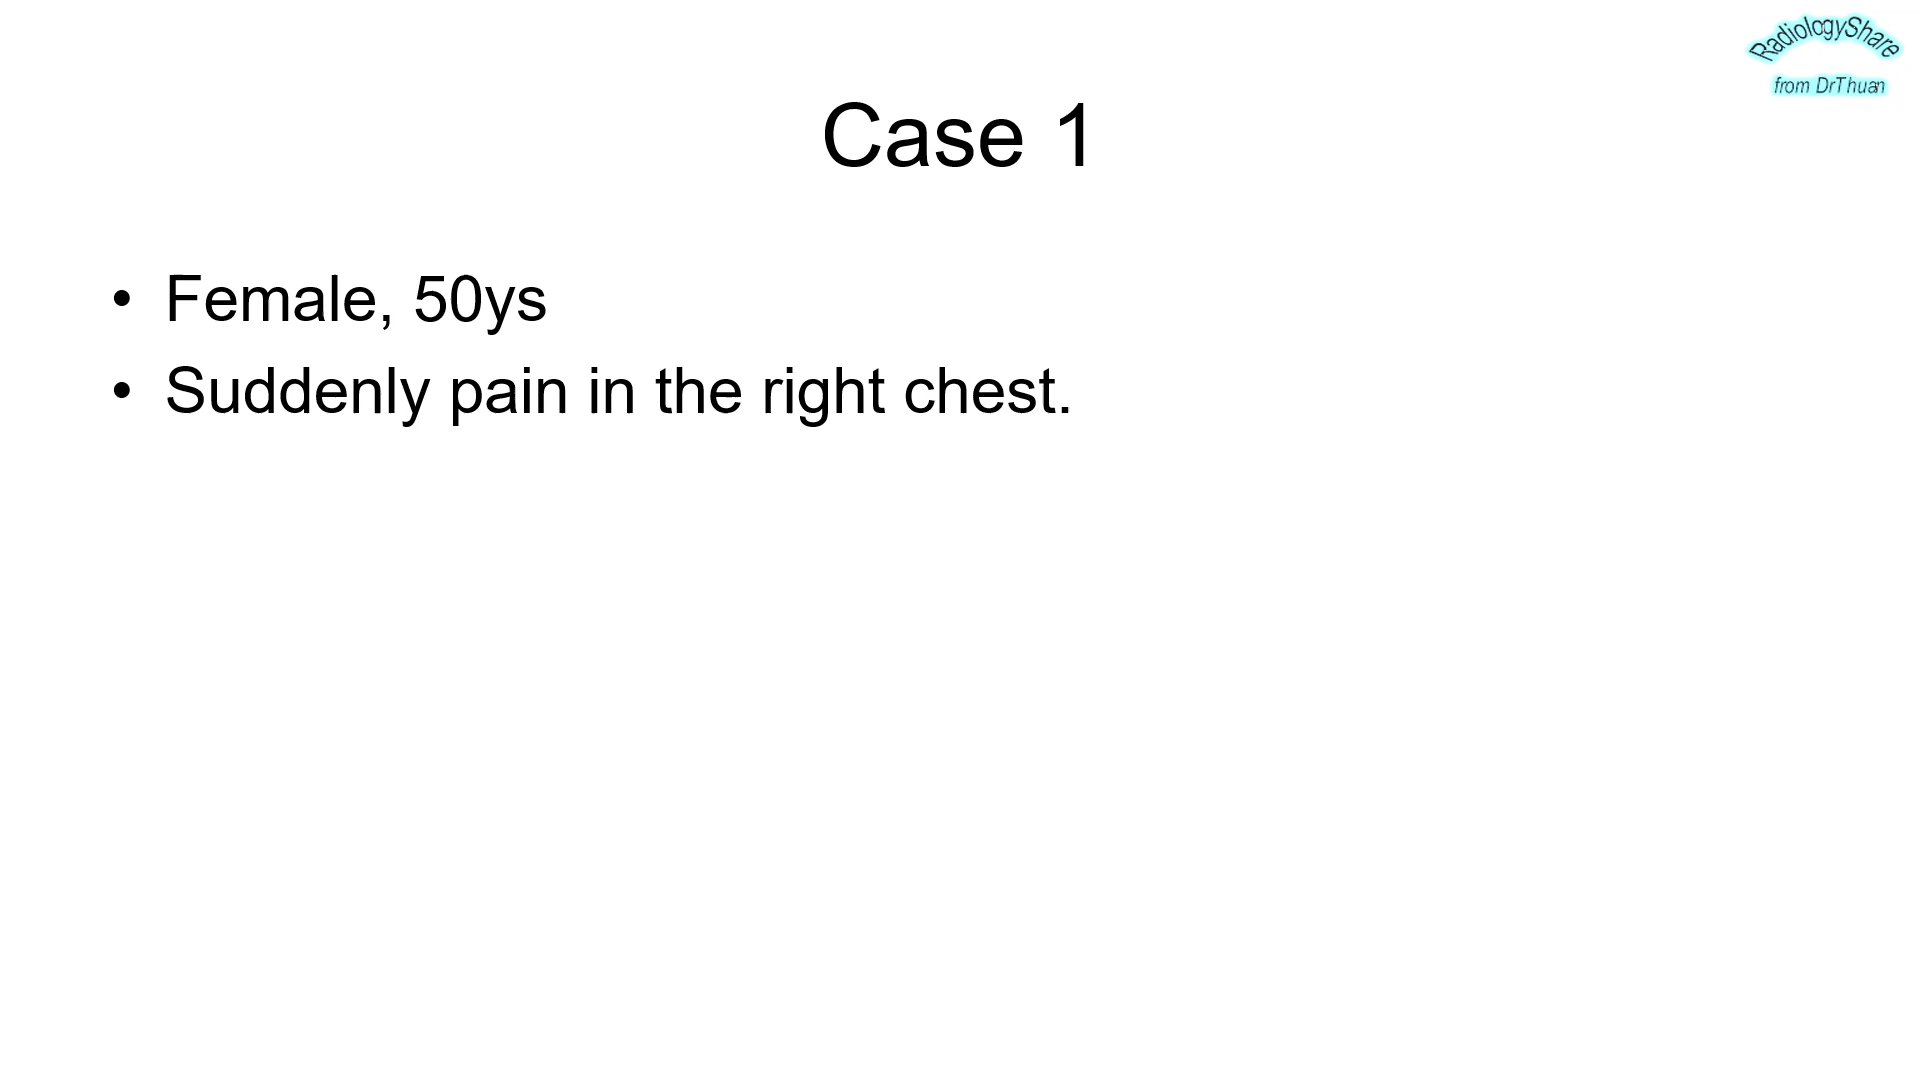 RadiologyShare
from DrThuan
Case 1
• Female, 50ys
• Suddenly pain in the right chest.